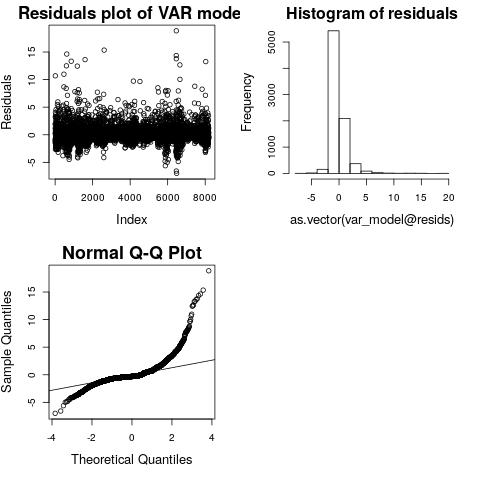 Residuals plot of VAR mode
Residuals
15
10
5
0
-5
0 2000 4000 6000 8000
Index
Histogram of residuals
Frequency
5000
3000
1000
0
-5 0 5 10 15 20
as.vector(var_model@resids)
Normal Q-Q Plot
Sample Quantiles
15
10
5
0
-5
-4 -2 0 2 4
Theoretical Quantiles